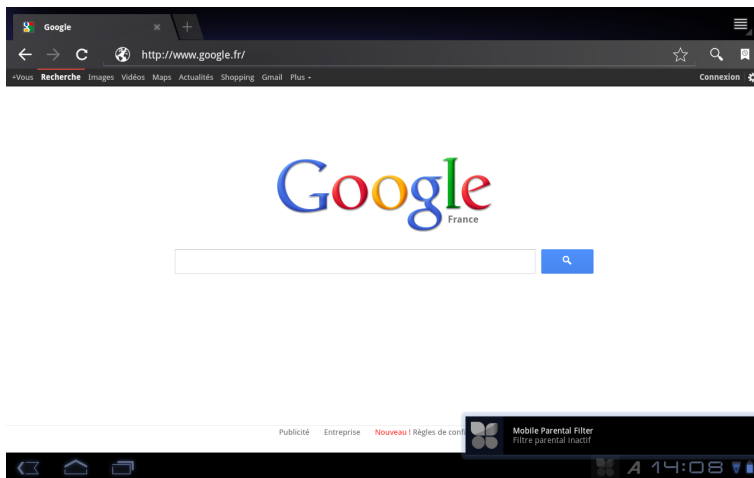 Google
http://www.google.fr/
+Vous Recherche Images Vidéos Maps Actualités Shopping Gmail Plus
Connexion
Google
France
Publicité Entreprise Nouveau ! Règles de confi
Mobile Parental Filter
Filtre parental inactif
A 14:08